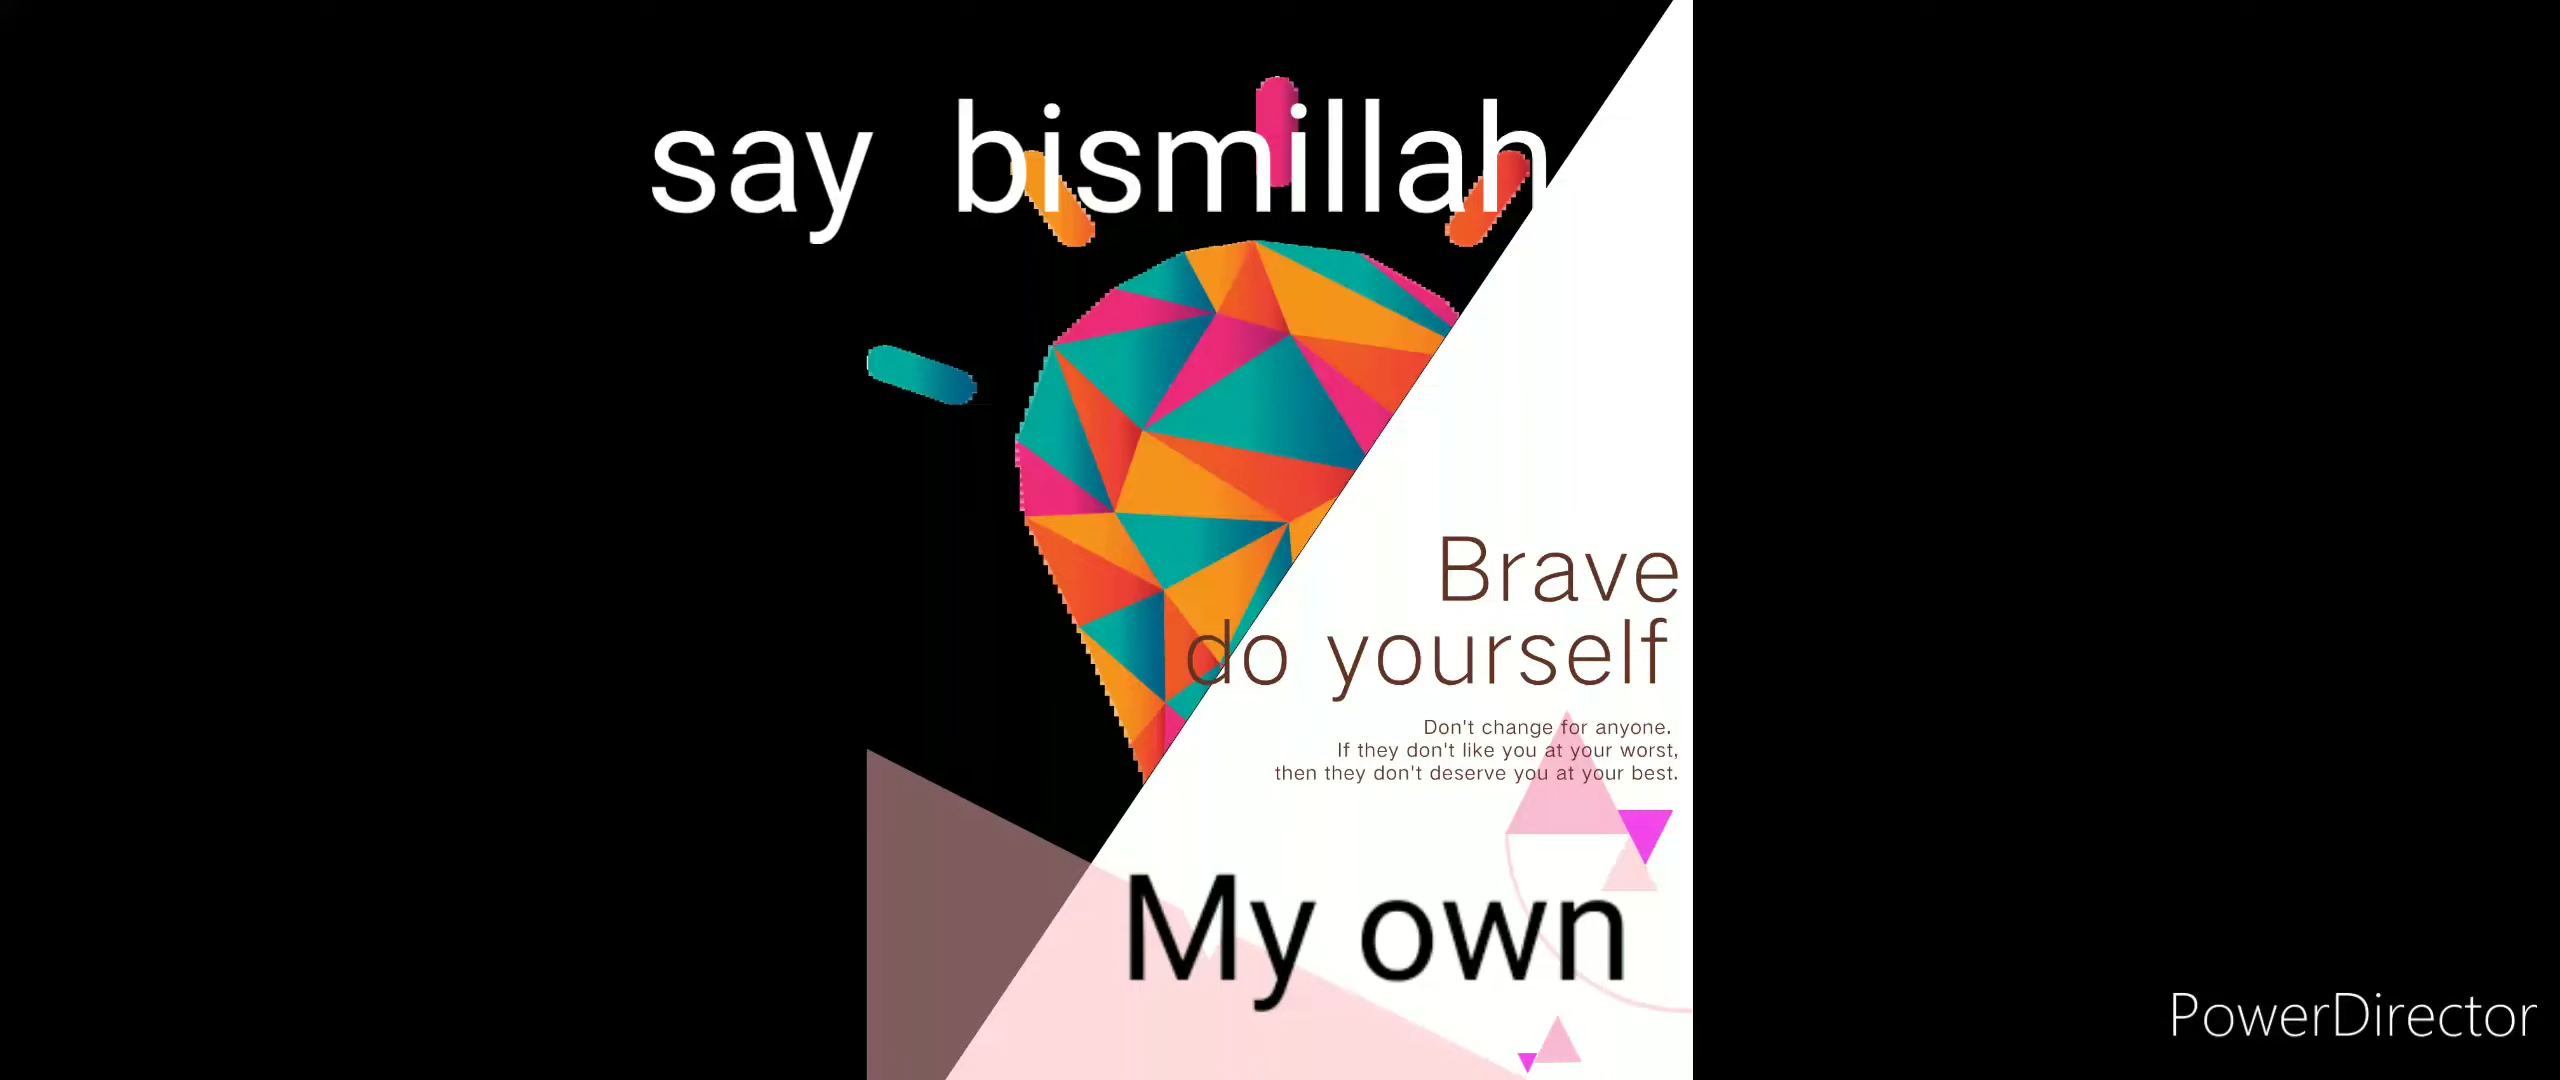 say bismillah
Brave
do yourself
Don't change for anyone.
If they don't like you at your worst,
then they don't deserve you at your best.
My own
PowerDirector